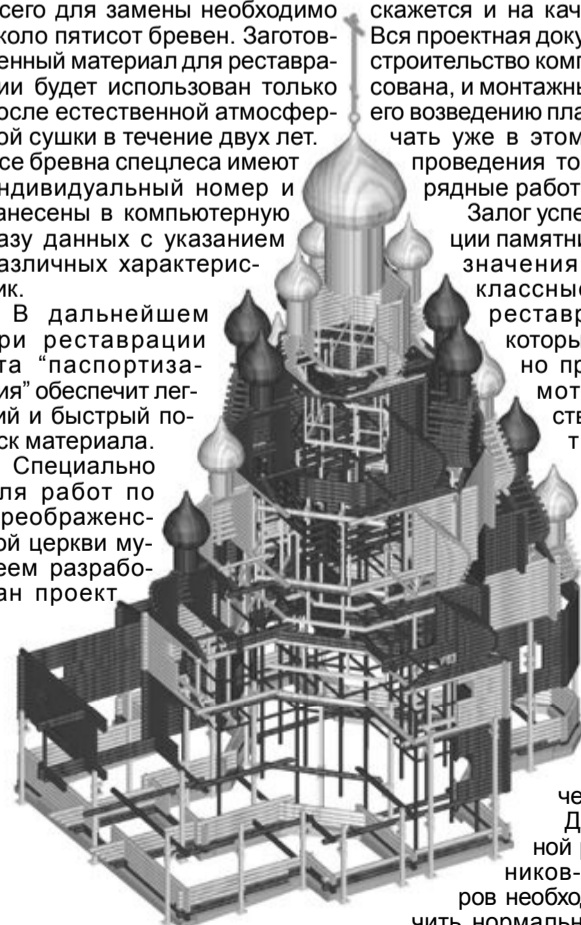 сего для замены необходимо
коло пятисот бревен. Заготов-
енный материал для реставра-
ии будет использован только
осле естественной атмосфер-
ой сушки в течение двух лет.
се бревна спецлеса имеют
ндивидуальный номер и
анесены в компьютерную
азу данных с указанием
азличных характерис-
ик.
В дальнейшем
ри реставрации
та “паспортиза-
ия” обеспечит лег-
ий и быстрый по-
ск материала.
Специально
ля работ по
реображенс-
ой церкви му-
еем разрабо-
ан проект
скажется и на кач
Вся проектная доку
строительство комп
сована, и монтажны
его возведению пла
чать уже в этом
проведения то
рядные работ
Залог успе
ции памятни
значения
классные
реставр
которы
но пр
мот
ств
т
че
Д
ной р
ников-
ров необход
чить нормальн